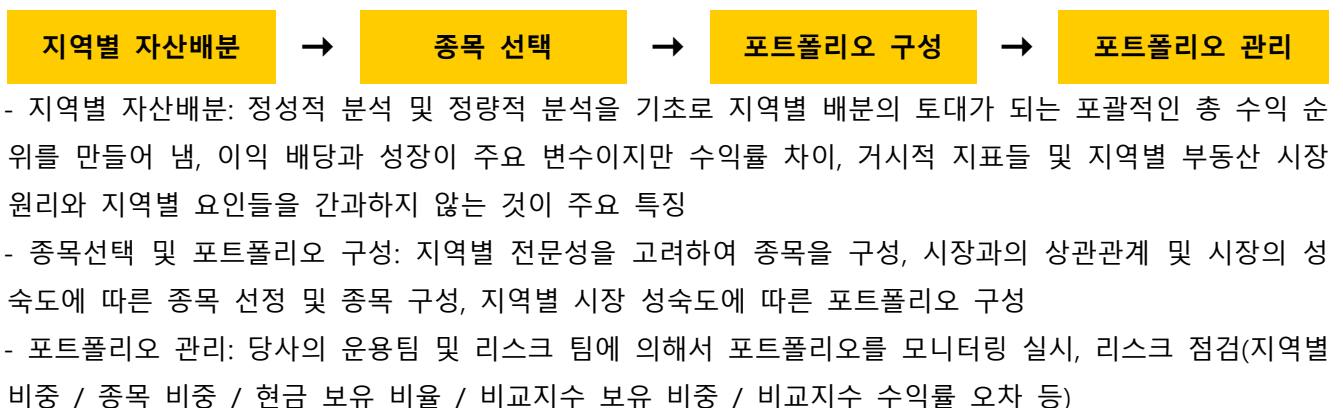 지역별 자산배분 → 종목 선택 → 포트폴리오 구성 → 포트폴리오 관리
- 지역별 자산배분: 정성적 분석 및 정량적 분석을 기초로 지역별 배분의 토대가 되는 포괄적인 총 수익 순
위를 만들어 냄, 이익 배당과 성장이 주요 변수이지만 수익률 차이, 거시적 지표들 및 지역별 부동산 시장
원리와 지역별 요인들을 간과하지 않는 것이 주요 특징
- 종목선택 및 포트폴리오 구성: 지역별 전문성을 고려하여 종목을 구성, 시장과의 상관관계 및 시장의 성
숙도에 따른 종목 선정 및 종목 구성, 지역별 시장 성숙도에 따른 포트폴리오 구성
- 포트폴리오 관리: 당사의 운용팀 및 리스크 팀에 의해서 포트폴리오를 모니터링 실시, 리스크 점검(지역별
비중 / 종목 비중 / 현금 보유 비율 / 비교지수 보유 비중 / 비교지수 수익률 오차 등)